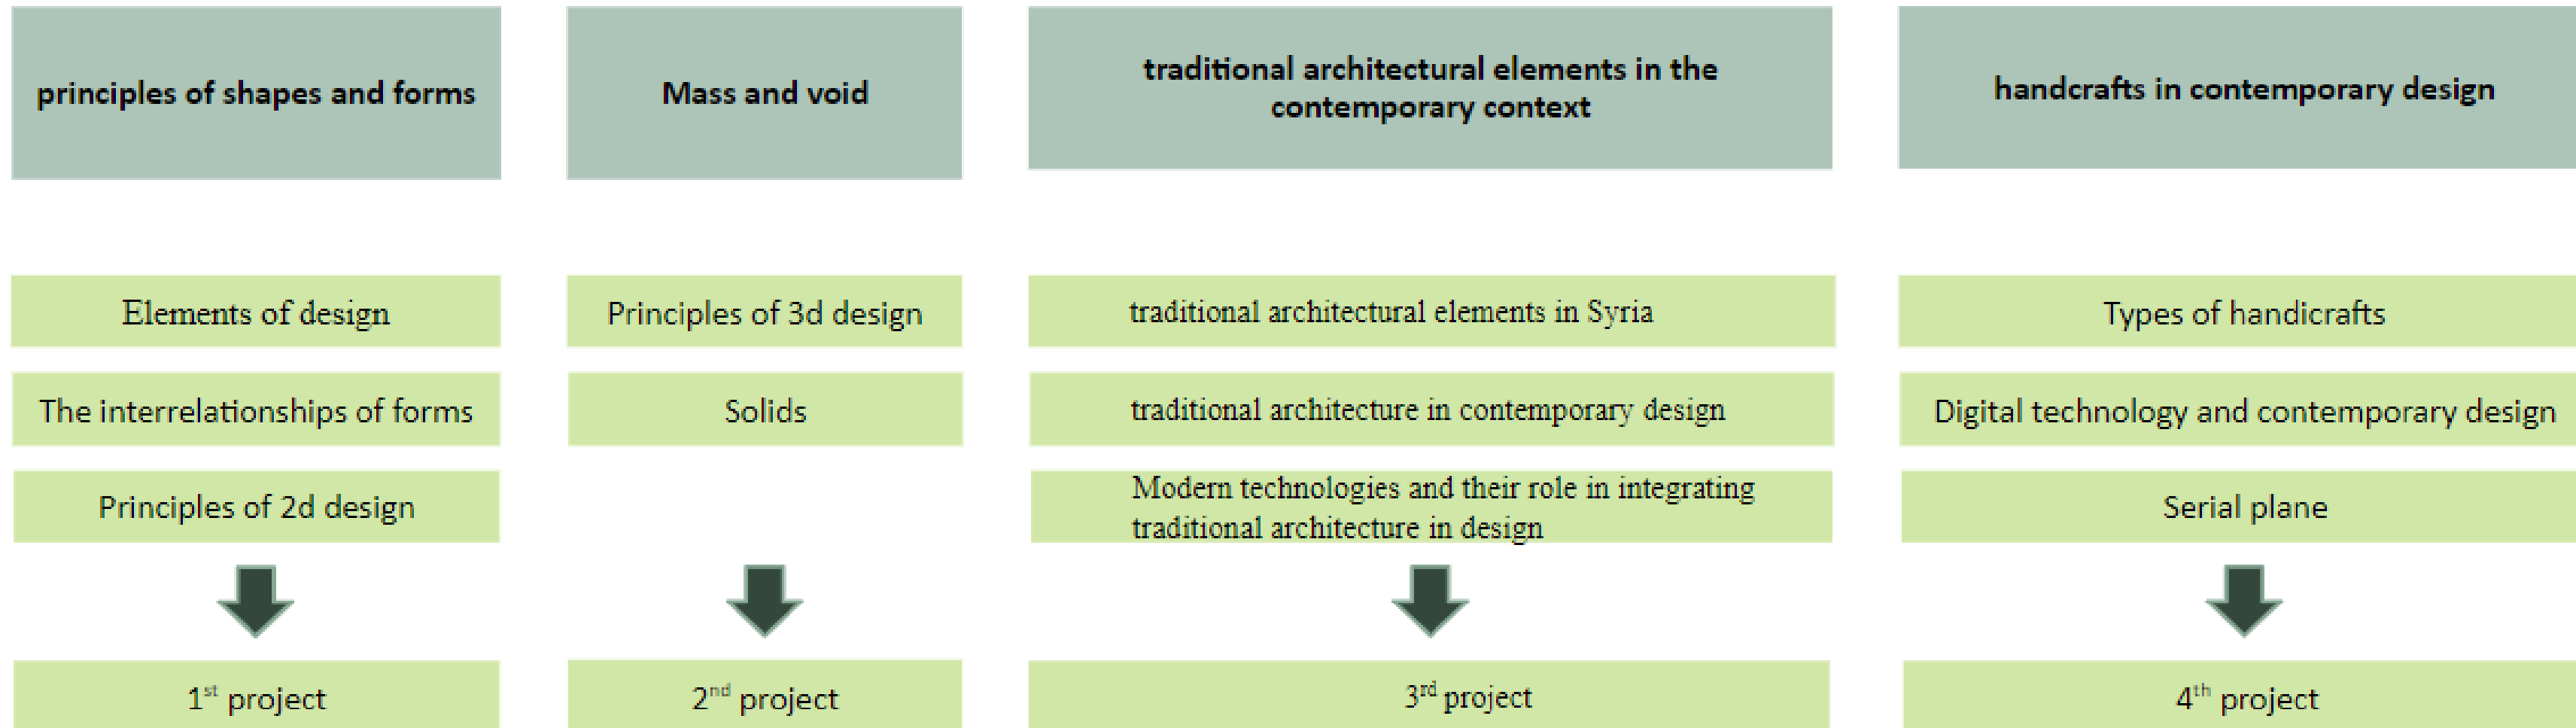 principles of shapes and forms
Mass and void
traditional architectural elements in the
contemporary context
handcrafts in contemporary design
Elements of design
Principles of 3d design
traditional architectural elements in Syria
Types of handicrafts
The interrelationships of forms
Solids
traditional architecture in contemporary design
Digital technology and contemporary design
Principles of 2d design
Modern technologies and their role in integrating
traditional architecture in design
Serial plane
1st project
2nd project
3rd project
4th project